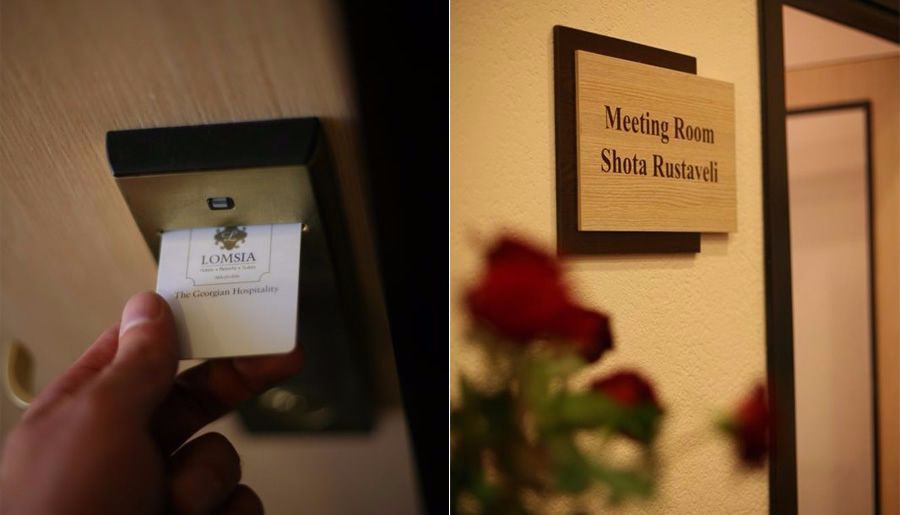 LOMSIA
The Georgian Hospitality
Meeting Room
Shota Rustaveli